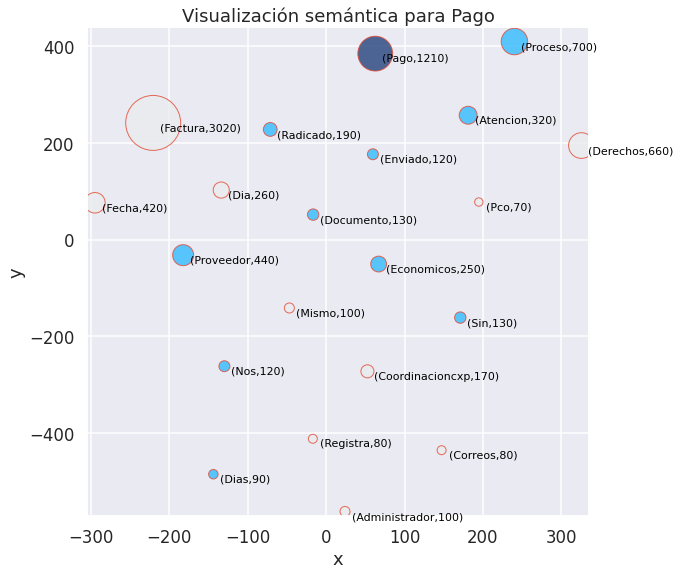 Visualización semántica para Pago
400
200
0
−200
−400
y
(Proceso,700)
(Pago,1210)
(Factura,3020)
(Atencion,320)
(Radicado,190)
(Derechos,660)
(Enviado,120)
(Dia,260)
(Fecha,420)
(Pco,70)
(Documento,130)
(Proveedor,440)
(Economicos,250)
(Mismo,100)
(Sin,130)
(Nos,120)
(Coordinacioncxp,170)
(Registra,80)
(Correos,80)
(Dias,90)
(Administrador,100)
−300 −200 −100 0 100 200 300
x